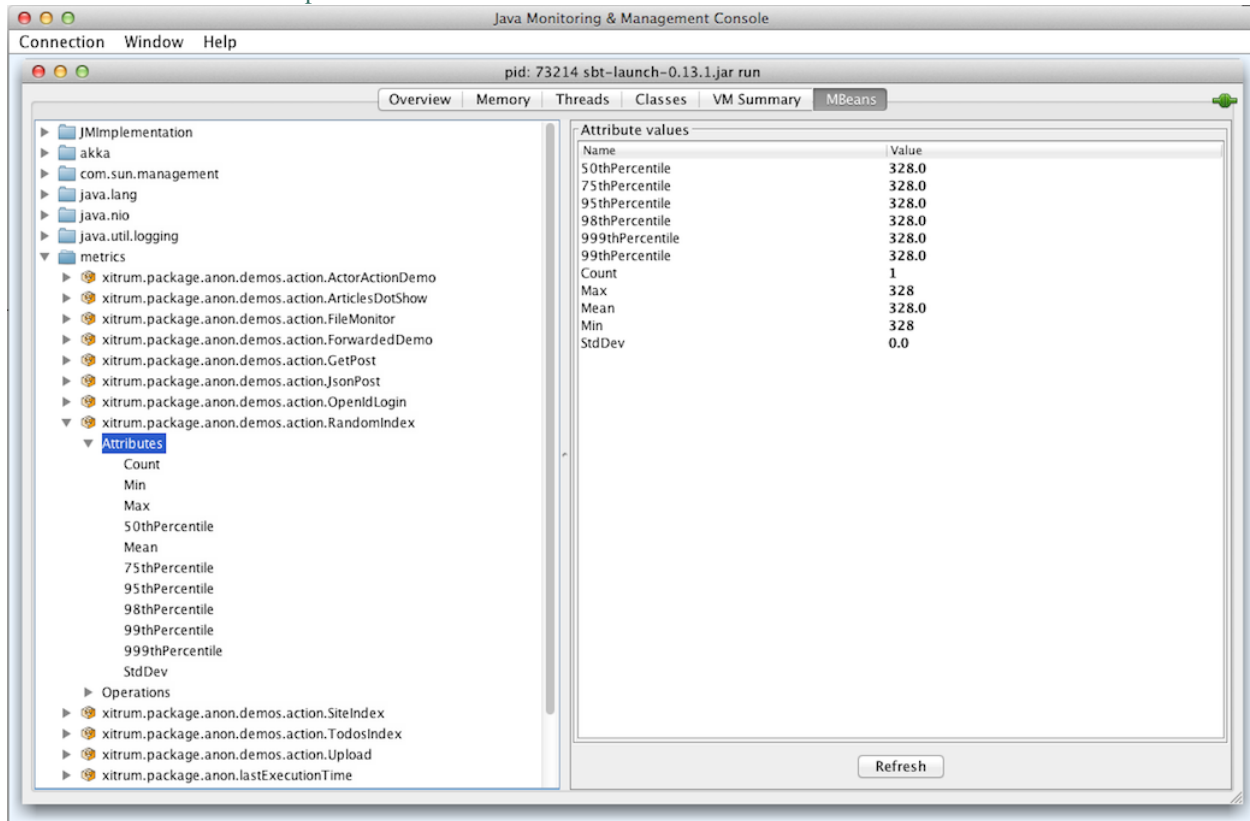 Java Monitoring & Management Console
Connection Window Help
pid: 73214 sbt-launch-0.13.1.jar run
Overview Memory Threads Classes VM Summary MBeans
JMImplementation
akka
com.sun.management
java.lang
java.nio
java.util.logging
metrics
xitrum.package.anon.demos.action.ActorActionDemo
xitrum.package.anon.demos.action.ArticlesDotShow
xitrum.package.anon.demos.action.FileMonitor
xitrum.package.anon.demos.action.ForwardedDemo
xitrum.package.anon.demos.action.GetPost
xitrum.package.anon.demos.action.JsonPost
xitrum.package.anon.demos.action.OpenIdLogin
xitrum.package.anon.demos.action.RandomIndex
Attributes
Count
Min
Max
50thPercentile
Mean
75thPercentile
95thPercentile
98thPercentile
99thPercentile
999thPercentile
StdDev
Operations
xitrum.package.anon.demos.action.SiteIndex
xitrum.package.anon.demos.action.TodosIndex
xitrum.package.anon.demos.action.Upload
xitrum.package.anon.lastExecutionTime
Attribute values
Name Value
50thPercentile 328.0
75thPercentile 328.0
95thPercentile 328.0
98thPercentile 328.0
999thPercentile 328.0
99thPercentile 328.0
Count 1
Max 328
Mean 328.0
Min 328
StdDev 0.0
Refresh